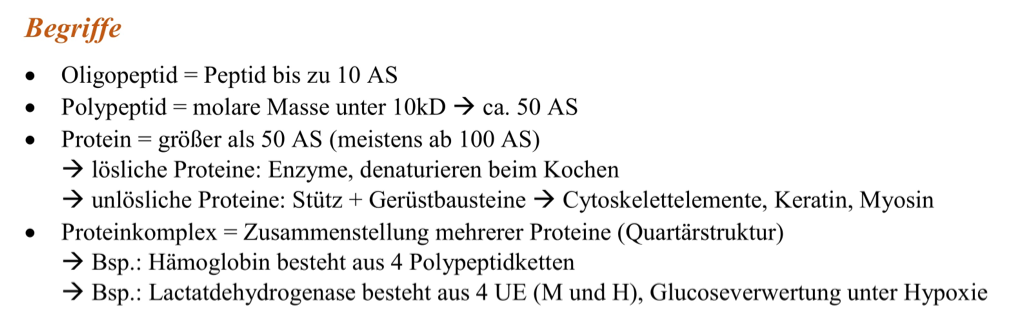 Begriffe
• Oligopeptid = Peptid bis zu 10 AS
• Polypeptid = molare Masse unter 10kD → ca. 50 AS
• Protein = größer als 50 AS (meistens ab 100 AS)
→ lösliche Proteine: Enzyme, denaturieren beim Kochen
→ unlösliche Proteine: Stütz + Gerüstbausteine → Cytoskelettelemente, Keratin, Myosin
• Proteinkomplex = Zusammenstellung mehrerer Proteine (Quartärstruktur)
→ Bsp.: Hämoglobin besteht aus 4 Polypeptidketten
→ Bsp.: Lactatdehydrogenase besteht aus 4 UE (M und H), Glucoseverwertung unter Hypoxie